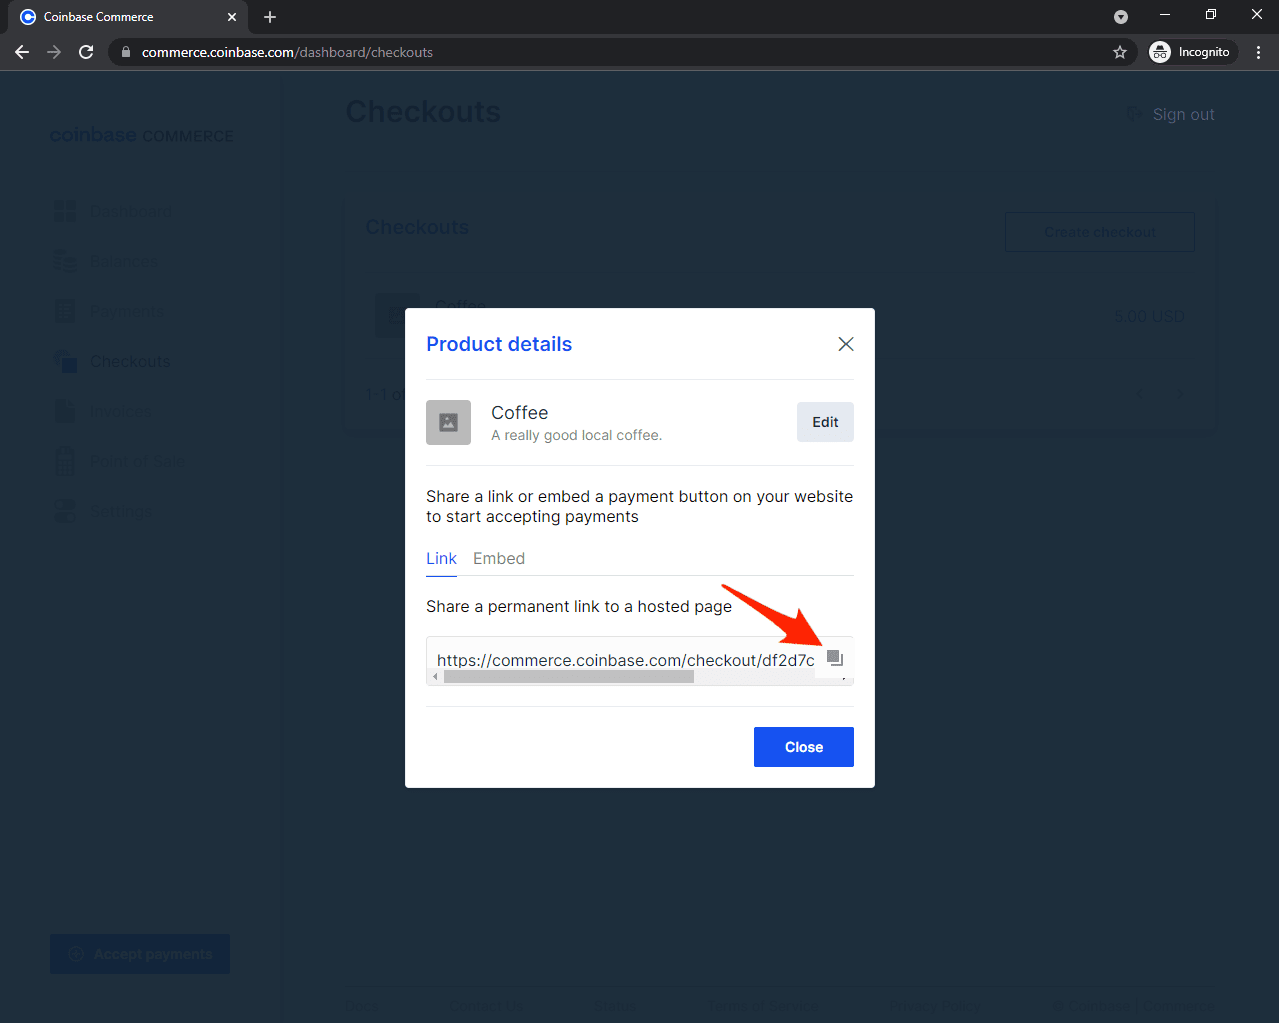 Coinbase Commerce
commerce.coinbase.com/dashboard/checkouts
Incognito
Checkouts
Sign out
coinbase COMMERCE
Dashboard
Balances
Payments
Checkouts
Invoices
Point of Sale
Settings
Checkouts
Create checkout
Coffee
5.00 USD
1-1 of
Product details
Coffee
A really good local coffee.
Edit
Share a link or embed a payment button on your website
to start accepting payments
Link Embed
Share a permanent link to a hosted page
https://commerce.coinbase.com/checkout/df2d7c
Close
Accept payments
Docs Contact Us Status Terms of Service Privacy Policy © Coinbase | Commerce